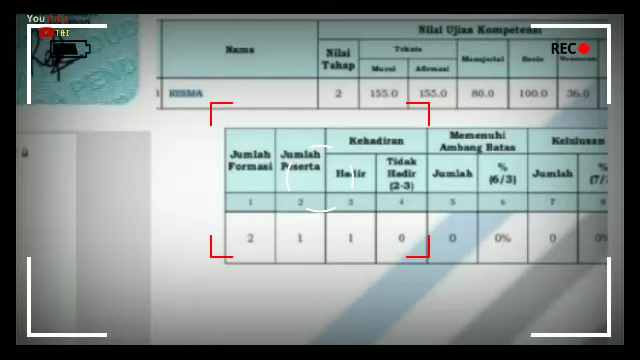 YouTube
T&I
REC
Nilai Ujian Kompetensi
Nama
Nilai Tahap
Teknis
Manajerial
Sosio
Murni
Afirmasi
RISMA
2
155.0
155.0
80.0
100.0
36.0
Jumlah Formasi
Jumlah Peserta
Kehadiran
Memenuhi Ambang Batas
Kelulusan
Hadir
Tidak Hadir (2-3)
Jumlah
% (6/3)
Jumlah
% (7/
1 2 3 4 5 6 7 8
2 1 1 0 0 0% 0 0%